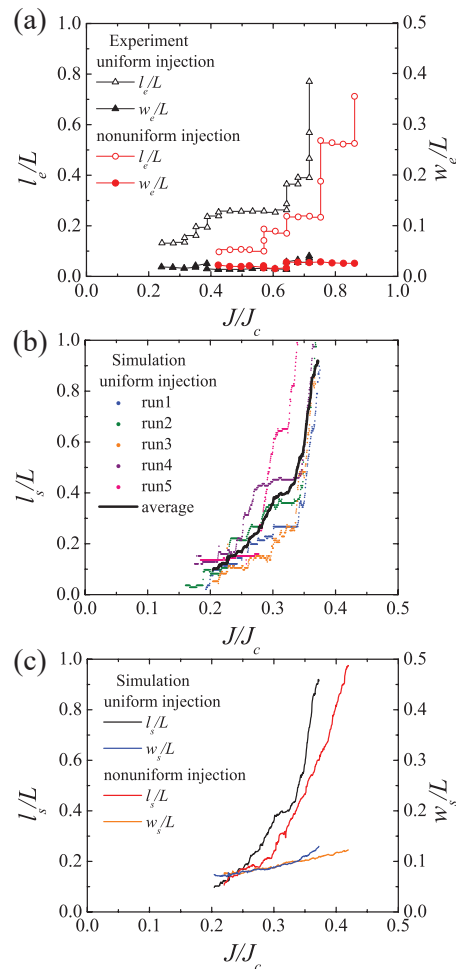 (a)
Experiment
uniform injection
l_e/L
w_e/L
nonuniform injection
l_e/L
w_e/L
l_e/L
1.0
0.8
0.6
0.4
0.2
0.0
w_e/L
0.5
0.4
0.3
0.2
0.1
0.0
0.0 0.2 0.4 0.6 0.8 1.0
J/J_c
(b)
Simulation
uniform injection
run1
run2
run3
run4
run5
average
l_s/L
1.0
0.8
0.6
0.4
0.2
0.0
0.0 0.1 0.2 0.3 0.4 0.5
J/J_c
(c)
Simulation
uniform injection
l_s/L
w_s/L
nonuniform injection
l_s/L
w_s/L
l_s/L
1.0
0.8
0.6
0.4
0.2
0.0
w_s/L
0.5
0.4
0.3
0.2
0.1
0.0
0.0 0.1 0.2 0.3 0.4 0.5
J/J_c